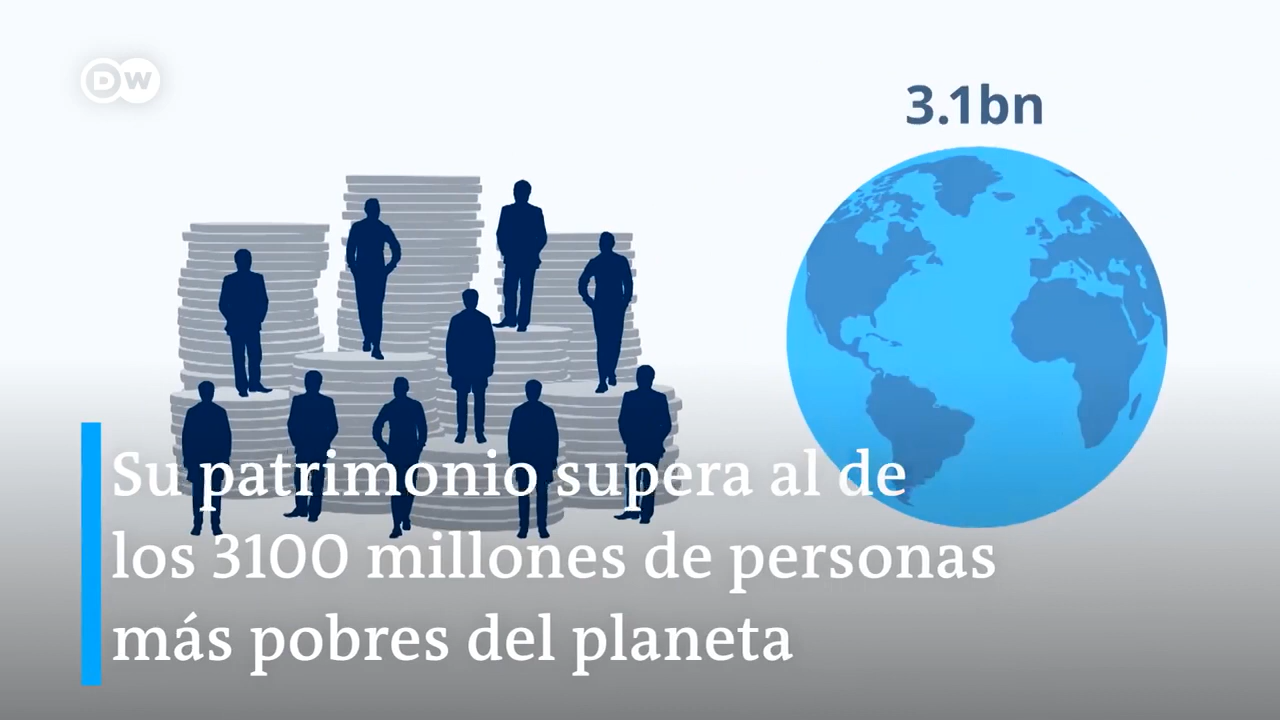 DW
3.1bn
Su patrimonio supera al de
los 3100 millones de personas
más pobres del planeta